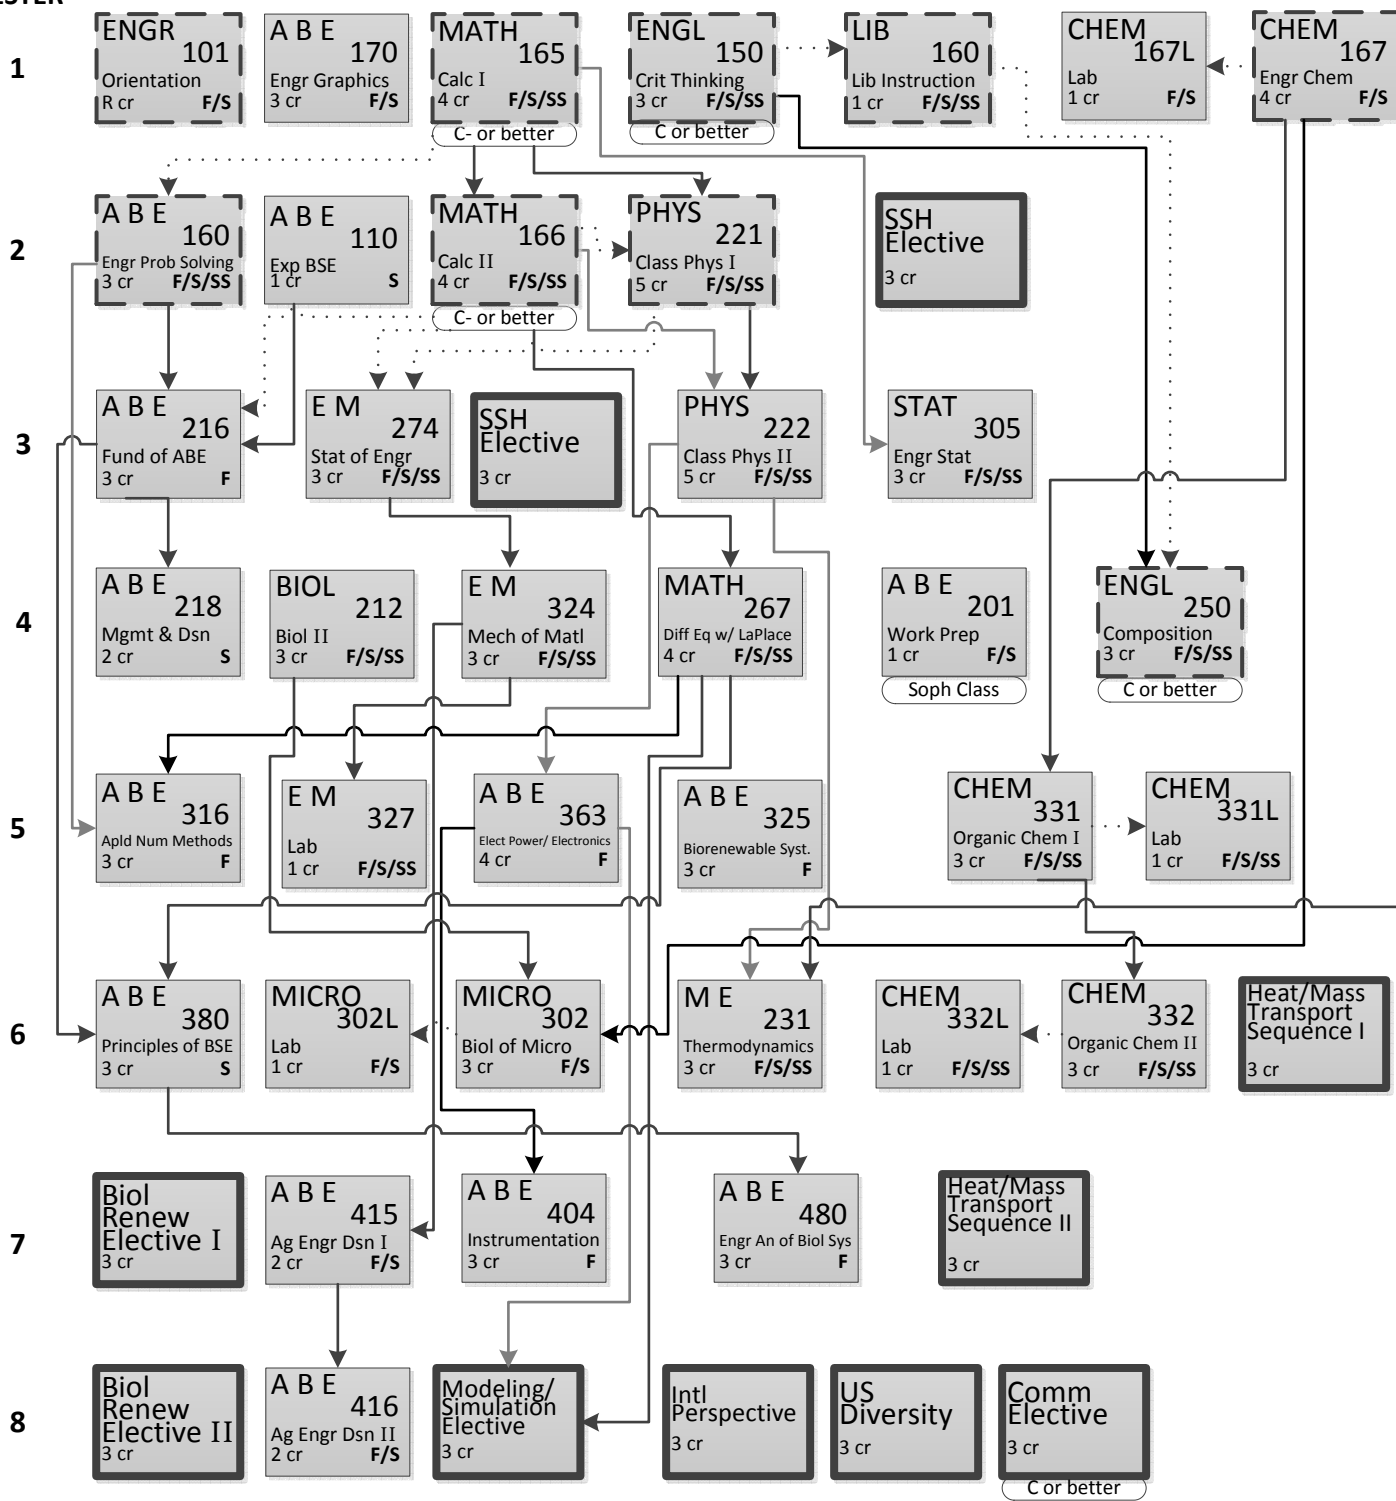 1
ENGR
101
Orientation
R cr F/S
A B E
170
Engr Graphics
3 cr F/S
MATH
165
Calc I
4 cr F/S/SS
C- or better
ENGL
150
Crit Thinking
3 cr F/S/SS
C or better
LIB
160
Lib Instruction
1 cr F/S/SS
CHEM
167L
Lab
1 cr F/S
CHEM
167
Engr Chem
4 cr F/S
2
A B E
160
Engr Prob Solving
3 cr F/S/SS
A B E
110
Exp BSE
1 cr S
MATH
166
Calc II
4 cr F/S/SS
C- or better
PHYS
221
Class Phys I
5 cr F/S/SS
SSH
Elective
3 cr
3
A B E
216
Fund of ABE
3 cr F
E M
274
Stat of Engr
3 cr F/S/SS
SSH
Elective
3 cr
PHYS
222
Class Phys II
5 cr F/S/SS
STAT
305
Engr Stat
3 cr F/S/SS
4
A B E
218
Mgmt & Dsn
2 cr S
BIOL
212
Biol II
3 cr F/S/SS
E M
324
Mech of Matl
3 cr F/S/SS
MATH
267
Diff Eq w/ LaPlace
4 cr F/S/SS
A B E
201
Work Prep
1 cr F/S
Soph Class
ENGL
250
Composition
3 cr F/S/SS
C or better
5
A B E
316
Apld Num Methods
3 cr F
E M
327
Lab
1 cr F/S/SS
A B E
363
Elect Power/ Electronics
4 cr F
A B E
325
Biorenewable Syst.
3 cr F
CHEM
331
Organic Chem I
3 cr F/S/SS
CHEM
331L
Lab
1 cr F/S/SS
6
A B E
380
Principles of BSE
3 cr S
MICRO
302L
Lab
1 cr F/S
MICRO
302
Biol of Micro
3 cr F/S
M E
231
Thermodynamics
3 cr F/S/SS
CHEM
332L
Lab
1 cr F/S/SS
CHEM
332
Organic Chem II
3 cr F/S/SS
Heat/Mass
Transport
Sequence I
3 cr
7
Biol
Renew
Elective I
3 cr
A B E
415
Ag Engr Dsn I
2 cr F/S
A B E
404
Instrumentation
3 cr F
A B E
480
Engr An of Biol Sys
3 cr F
Heat/Mass
Transport
Sequence II
3 cr
8
Biol
Renew
Elective II
3 cr
A B E
416
Ag Engr Dsn II
2 cr F/S
Modeling/
Simulation
Elective
3 cr
Intl
Perspective
3 cr
US
Diversity
3 cr
Comm
Elective
3 cr
C or better